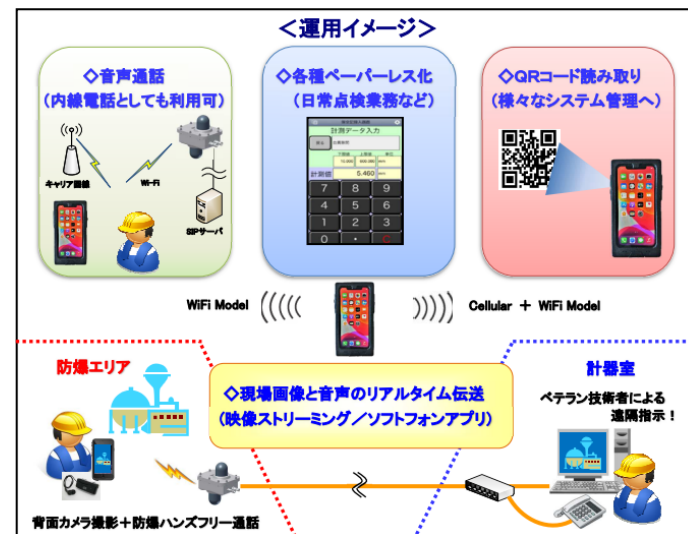 ＜運用イメージ＞
◇音声通話
（内線電話としても利用可）
キャリア回線
Wi-Fi
SIPサーバ
◇各種ペーパーレス化
（日常点検業務など）
計測データ入力
下限値 上限値 単位
計測値 5.460
7 8 9
4 5 6
1 2 3
0 .
◇QRコード読み取り
（様々なシステム管理へ）
WiFi Model
Cellular ＋ WiFi Model
防爆エリア
◇現場画像と音声のリアルタイム伝送
（映像ストリーミング／ソフトフォンアプリ）
計器室
ベテラン技術者による
遠隔指示！
背面カメラ撮影＋防爆ハンズフリー通話